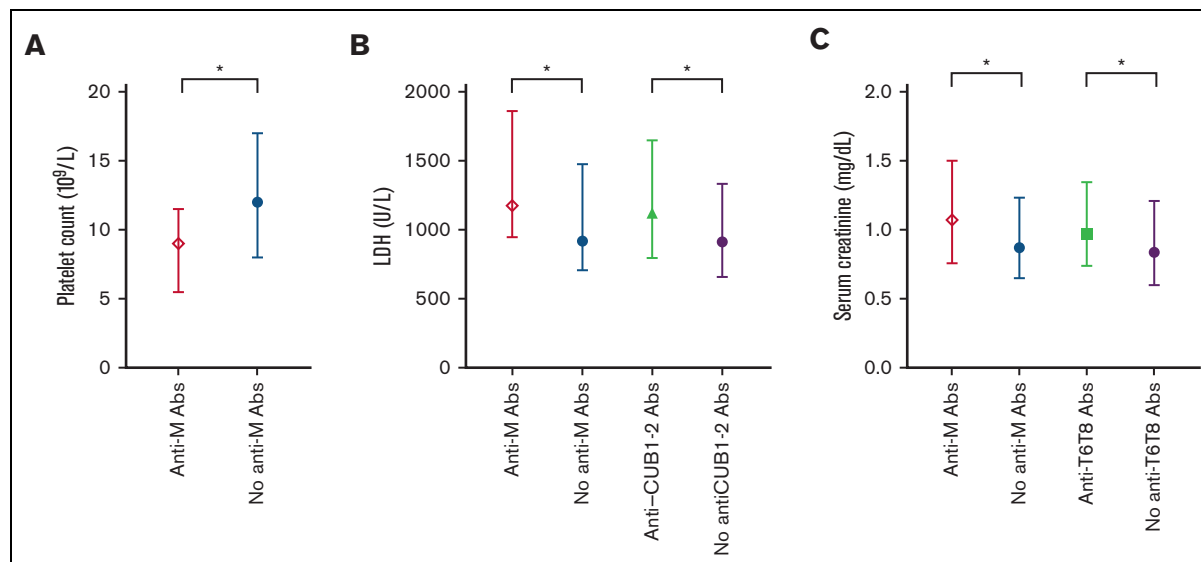 A
*
20
15
10
5
0
Platelet count (10⁹/L)
Anti-M Abs
No anti-M Abs
B
*
*
2000
1500
1000
500
0
LDH (U/L)
Anti-M Abs
No anti-M Abs
Anti–CUB1-2 Abs
No antiCUB1-2 Abs
C
*
*
2.0
1.5
1.0
0.5
0.0
Serum creatinine (mg/dL)
Anti-M Abs
No anti-M Abs
Anti-T6T8 Abs
No anti-T6T8 Abs